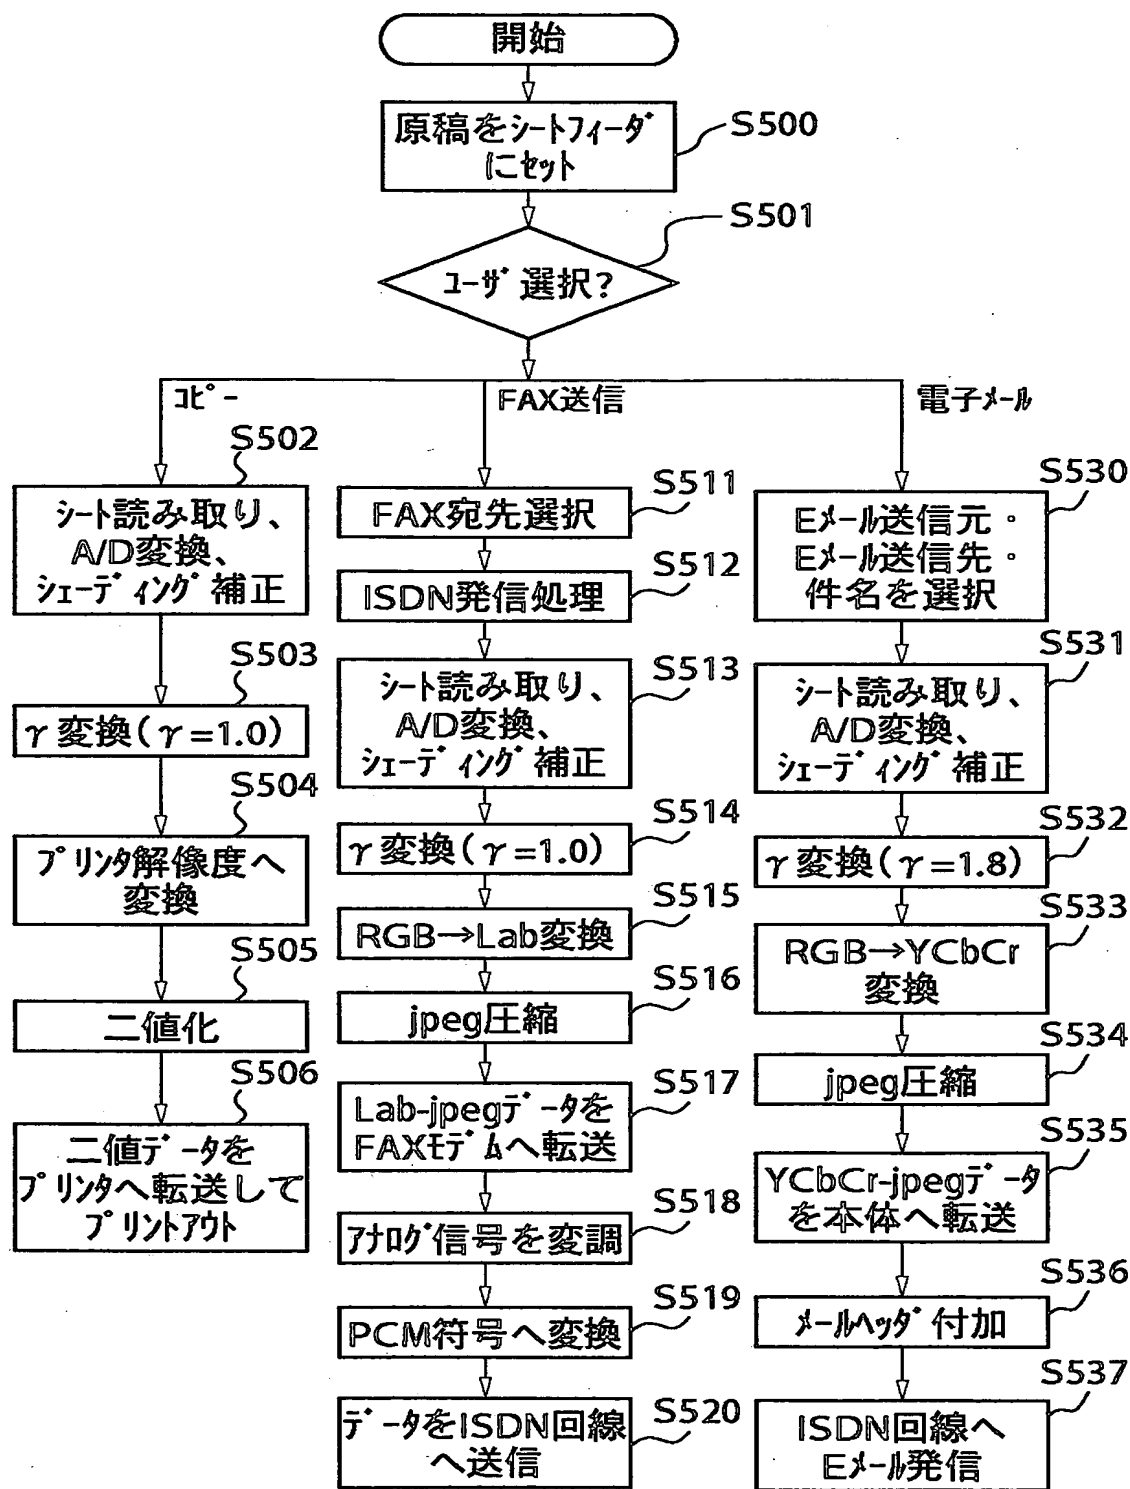 開始
原稿をシートフィーダ
にセット
S500
S501
ユーザ選択?
コピー
FAX送信
電子メール
S502
シート読み取り、
A/D変換、
シェーディング補正
S503
γ変換(γ=1.0)
S504
プリンタ解像度へ
変換
S505
二値化
S506
二値データを
プリンタへ転送して
プリントアウト
S511
FAX宛先選択
S512
ISDN発信処理
S513
シート読み取り、
A/D変換、
シェーディング補正
S514
γ変換(γ=1.0)
S515
RGB→Lab変換
S516
jpeg圧縮
S517
Lab-jpegデータを
FAXモデムへ転送
S518
アナログ信号を変調
S519
PCM符号へ変換
S520
データをISDN回線
へ送信
S530
Eメール送信元・
Eメール送信先・
件名を選択
S531
シート読み取り、
A/D変換、
シェーディング補正
S532
γ変換(γ=1.8)
S533
RGB→YCbCr
変換
S534
jpeg圧縮
S535
YCbCr-jpegデータ
を本体へ転送
S536
メールヘッダ付加
S537
ISDN回線へ
Eメール発信